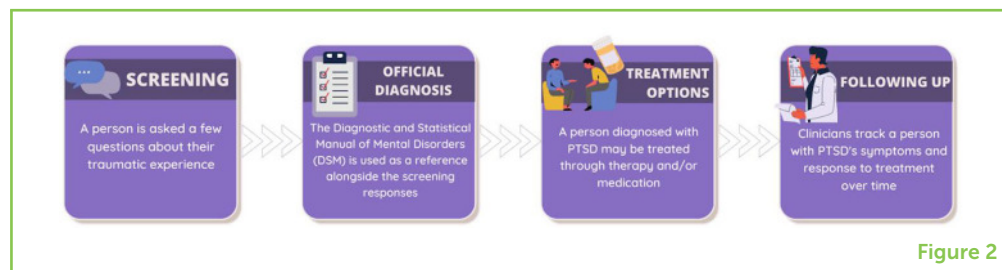 SCREENING
A person is asked a few
questions about their
traumatic experience
OFFICIAL
DIAGNOSIS
The Diagnostic and Statistical
Manual of Mental Disorders
(DSM) is used as a reference
alongside the screening
responses
TREATMENT
OPTIONS
A person diagnosed with
PTSD may be treated
through therapy and/or
medication
FOLLOWING UP
Clinicians track a person
with PTSD's symptoms and
response to treatment
over time
Figure 2